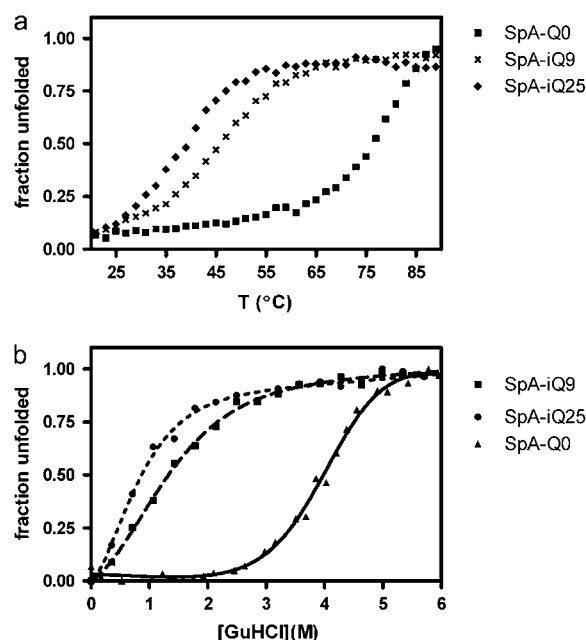 a
1.00
0.75
0.50
0.25
0.00
fraction unfolded
25 35 45 55 65 75 85
T (°C)
SpA-Q0
SpA-iQ9
SpA-iQ25
b
1.00
0.75
0.50
0.25
0.00
fraction unfolded
0 1 2 3 4 5 6
[GuHCl](M)
SpA-iQ9
SpA-iQ25
SpA-Q0